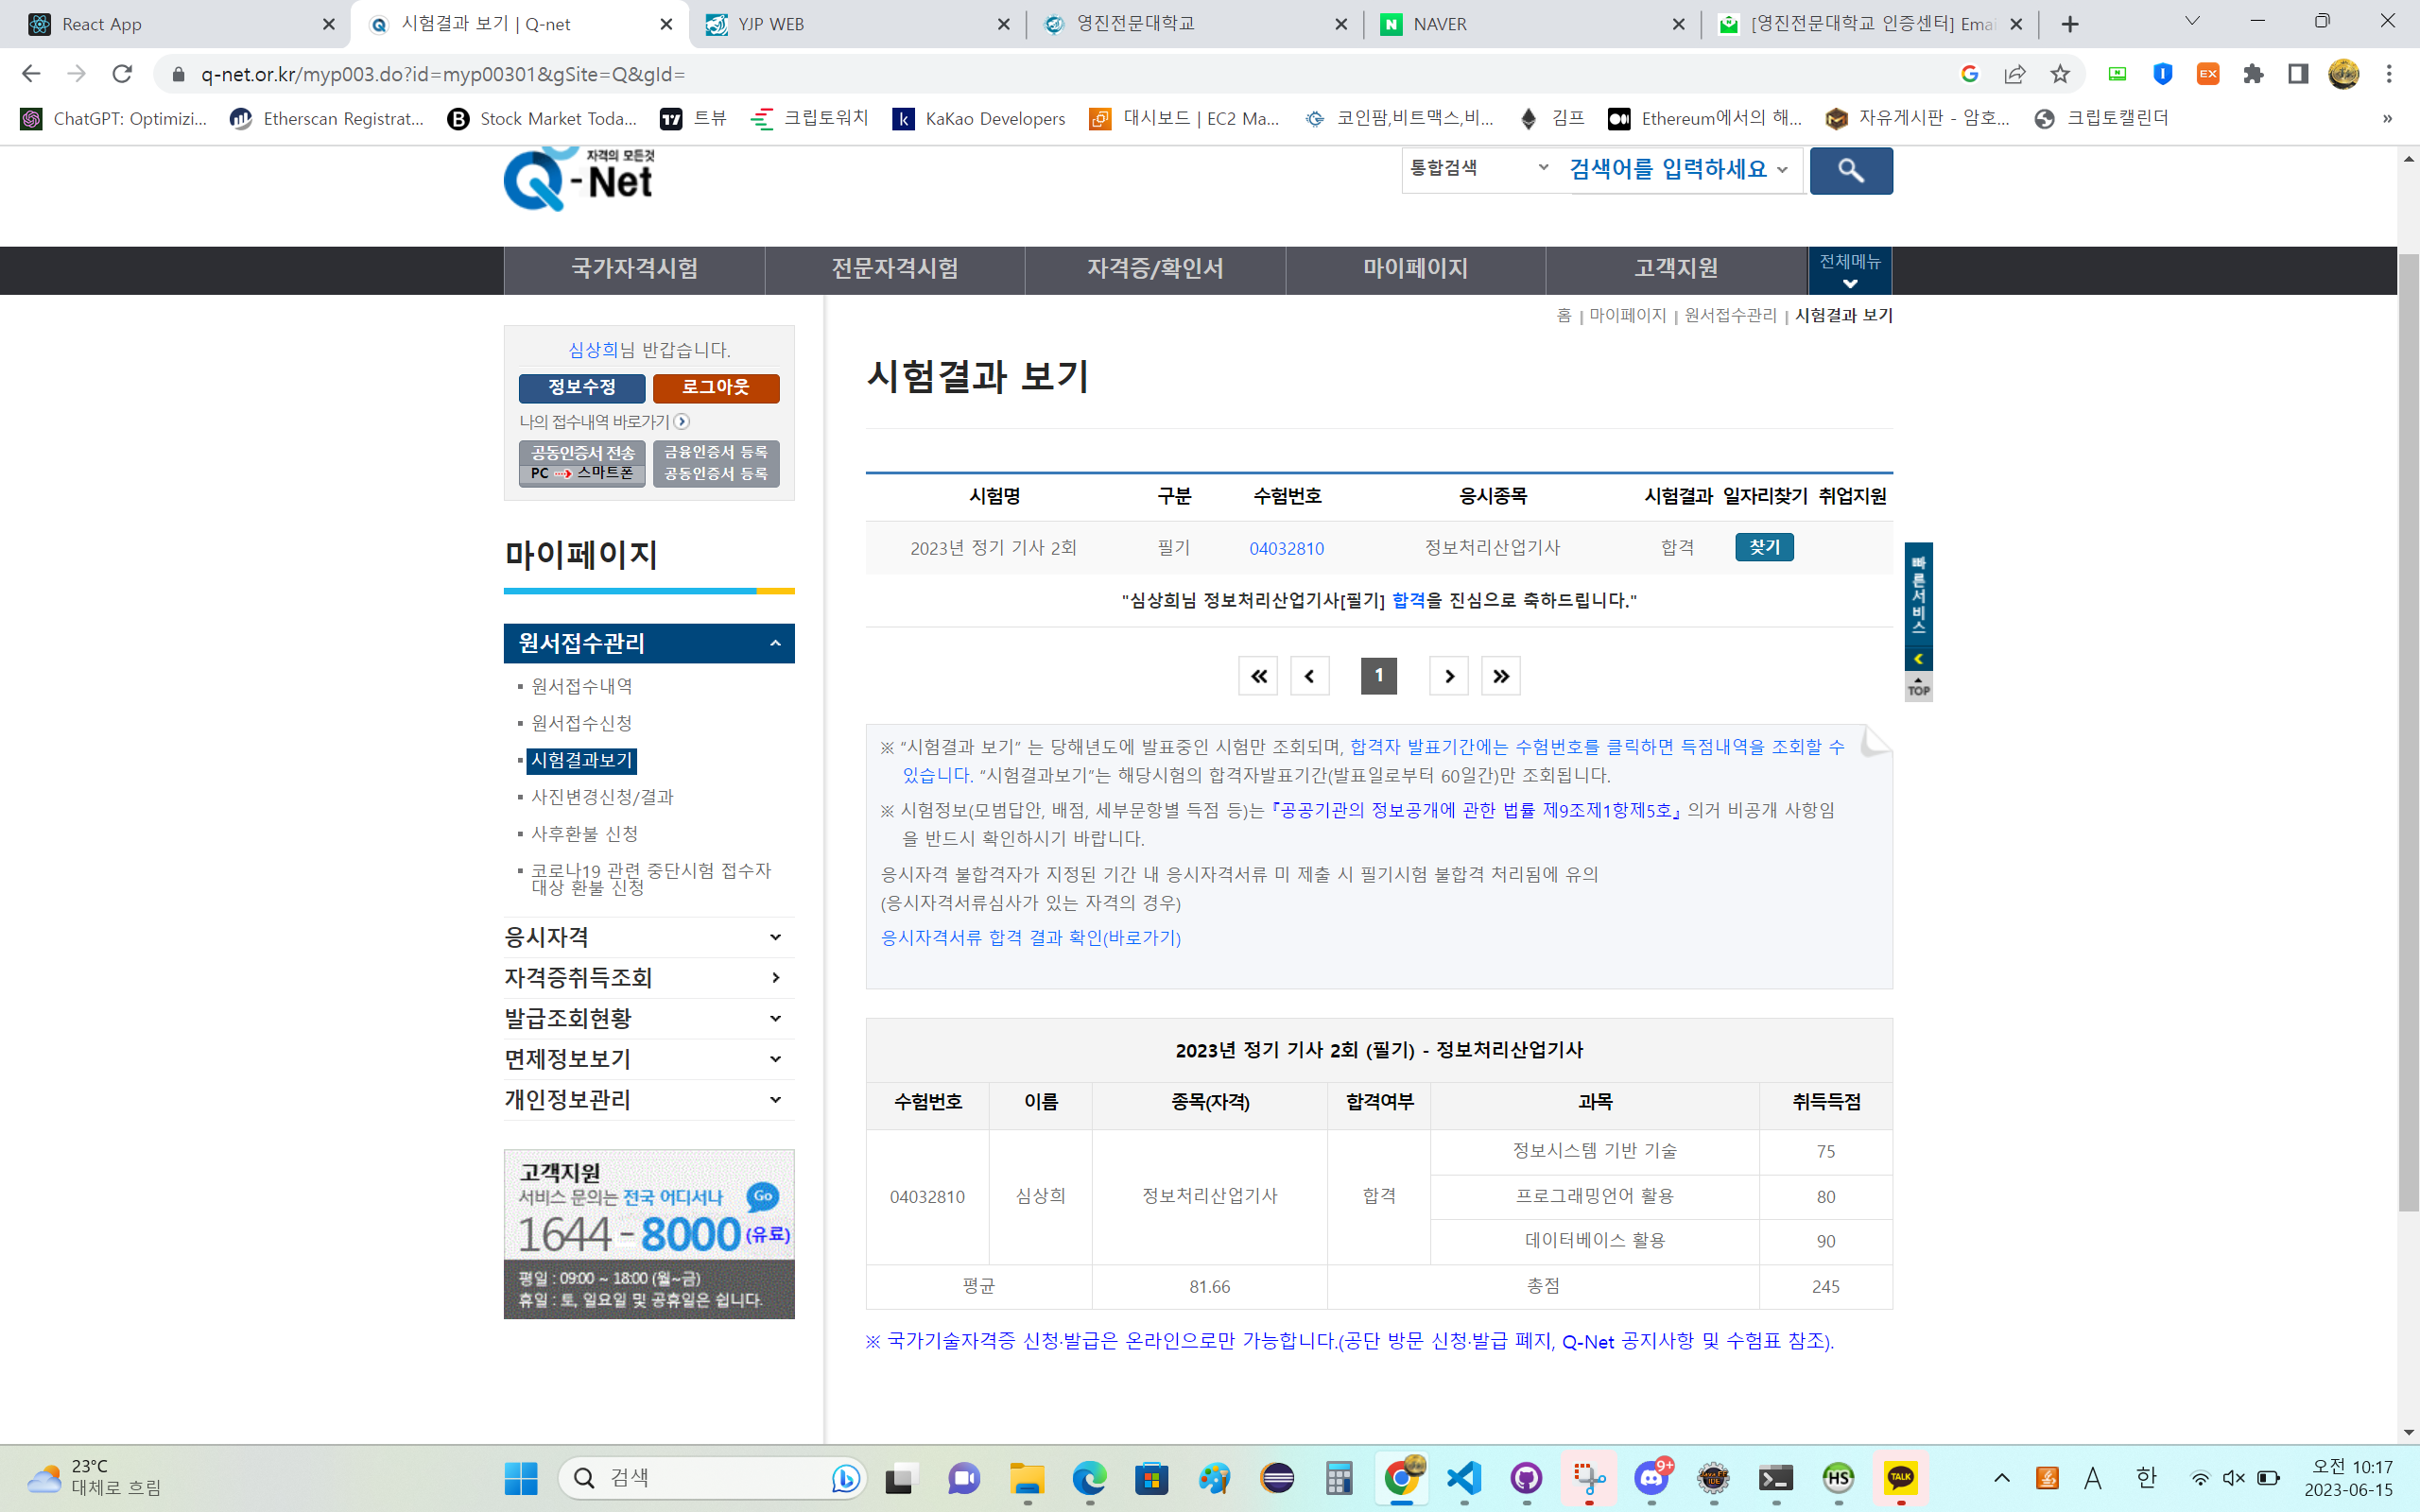 React App
시험결과 보기 | Q-net
YJP WEB
영진전문대학교
NAVER
[영진전문대학교 인증센터] Emai
q-net.or.kr/myp003.do?id=myp00301&gSite=Q&gId=
ChatGPT: Optimizi...
Etherscan Registrat...
Stock Market Toda...
트뷰
크립토워치
KaKao Developers
대시보드 | EC2 Ma...
코인팜,비트맥스,비...
김프
Ethereum에서의 해...
자유게시판 - 암호...
크립토캘린더
»
자격의 모든것
Q-Net
통합검색
검색어를 입력하세요
국가자격시험
전문자격시험
자격증/확인서
마이페이지
고객지원
전체메뉴
홈 | 마이페이지 | 원서접수관리 | 시험결과 보기
심상희님 반갑습니다.
정보수정
로그아웃
나의 접수내역 바로가기
공동인증서 전송
PC 스마트폰
금융인증서 등록
공동인증서 등록
마이페이지
원서접수관리
원서접수내역
원서접수신청
시험결과보기
사진변경신청/결과
사후환불 신청
코로나19 관련 중단시험 접수자
대상 환불 신청
응시자격
자격증취득조회
발급조회현황
면제정보보기
개인정보관리
고객지원
서비스 문의는 전국 어디서나
Go
1644-8000(유료)
평일 : 09:00 ~ 18:00 (월~금)
휴일 : 토, 일요일 및 공휴일은 쉽니다.
시험결과 보기
시험명 구분 수험번호 응시종목 시험결과 일자리찾기 취업지원
2023년 정기 기사 2회 필기 04032810 정보처리산업기사 합격 찾기
"심상희님 정보처리산업기사[필기] 합격을 진심으로 축하드립니다."
1
※ “시험결과 보기” 는 당해년도에 발표중인 시험만 조회되며, 합격자 발표기간에는 수험번호를 클릭하면 득점내역을 조회할 수
있습니다. “시험결과보기”는 해당시험의 합격자발표기간(발표일로부터 60일간)만 조회됩니다.
※ 시험정보(모범답안, 배점, 세부문항별 득점 등)는 『공공기관의 정보공개에 관한 법률 제9조제1항제5호』 의거 비공개 사항임
을 반드시 확인하시기 바랍니다.
응시자격 불합격자가 지정된 기간 내 응시자격서류 미 제출 시 필기시험 불합격 처리됨에 유의
(응시자격서류심사가 있는 자격의 경우)
응시자격서류 합격 결과 확인(바로가기)
2023년 정기 기사 2회 (필기) - 정보처리산업기사
수험번호 이름 종목(자격) 합격여부 과목 취득득점
04032810 심상희 정보처리산업기사 합격
정보시스템 기반 기술 75
프로그래밍언어 활용 80
데이터베이스 활용 90
평균 81.66 총점 245
※ 국가기술자격증 신청·발급은 온라인으로만 가능합니다.(공단 방문 신청·발급 폐지, Q-Net 공지사항 및 수험표 참조).
빠른서비스
TOP
23°C
대체로 흐림
검색
9+
HS
TALK
A
한
오전 10:17
2023-06-15